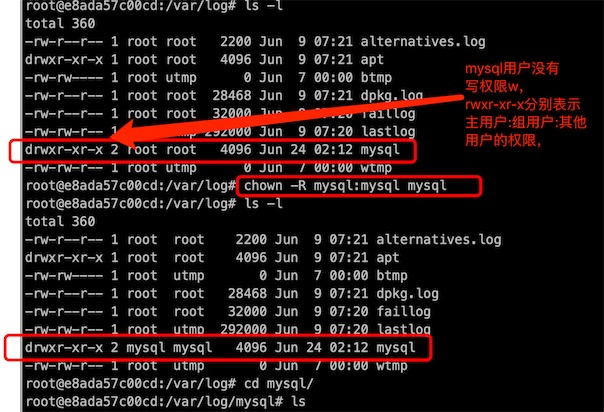 root@e8ada57c00cd:/var/log# ls -l
total 360
-rw-r--r-- 1 root root   2200 Jun  9 07:21 alternatives.log
drwxr-xr-x 1 root root   4096 Jun  9 07:21 apt
-rw-rw---- 1 root utmp      0 Jun  7 00:00 btmp
-rw-r--r-- 1 root root  28468 Jun  9 07:21 dpkg.log
-rw-r--r-- 1 root root  32000 Jun  9 07:20 faillog
-rw-rw-r-- 1 root utmp 292000 Jun  9 07:20 lastlog
drwxr-xr-x 2 root root   4096 Jun 24 02:12 mysql
-rw-rw-r-- 1 root utmp      0 Jun  7 00:00 wtmp
mysql用户没有
写权限w,
rwxr-xr-x分别表示
主用户:组用户:其他
用户的权限,
root@e8ada57c00cd:/var/log# chown -R mysql:mysql mysql
root@e8ada57c00cd:/var/log# ls -l
total 360
-rw-r--r-- 1 root  root    2200 Jun  9 07:21 alternatives.log
drwxr-xr-x 1 root  root    4096 Jun  9 07:21 apt
-rw-rw---- 1 root  utmp       0 Jun  7 00:00 btmp
-rw-r--r-- 1 root  root   28468 Jun  9 07:21 dpkg.log
-rw-r--r-- 1 root  root   32000 Jun  9 07:20 faillog
-rw-rw-r-- 1 root  utmp  292000 Jun  9 07:20 lastlog
drwxr-xr-x 2 mysql mysql   4096 Jun 24 02:12 mysql
-rw-rw-r-- 1 root  utmp       0 Jun  7 00:00 wtmp
root@e8ada57c00cd:/var/log# cd mysql/
root@e8ada57c00cd:/var/log/mysql# ls